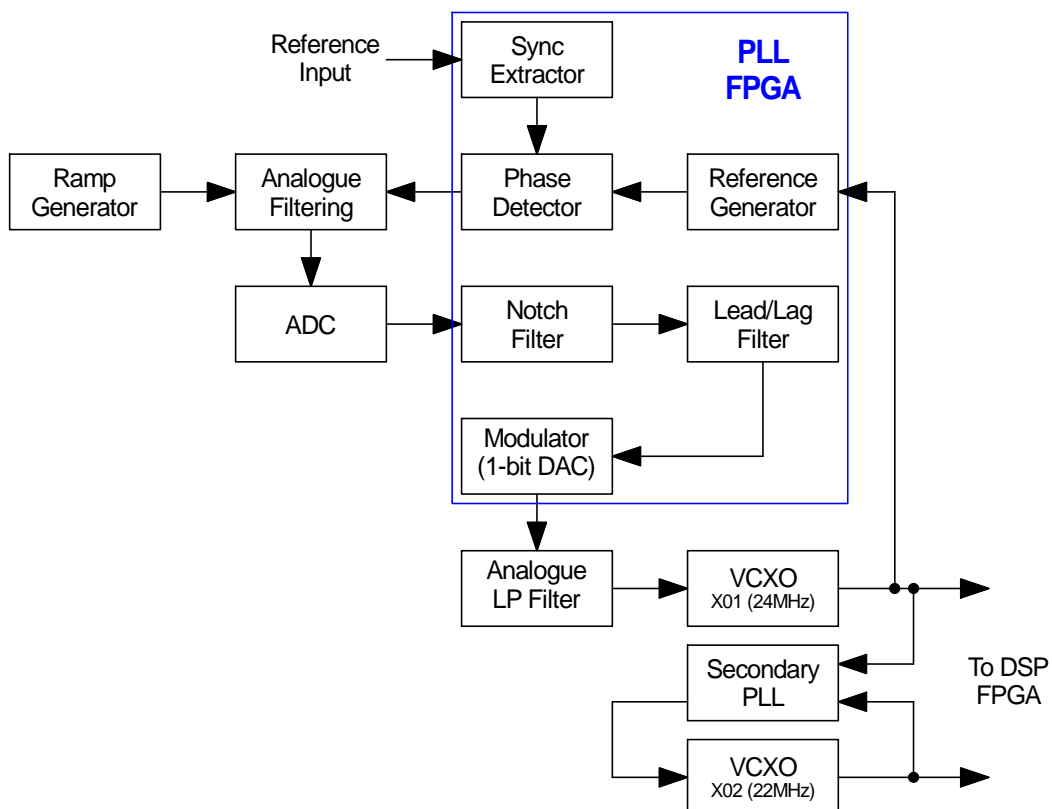 Reference
Input
Sync
Extractor
PLL
FPGA
Ramp
Generator
Analogue
Filtering
Phase
Detector
Reference
Generator
ADC
Notch
Filter
Lead/Lag
Filter
Modulator
(1-bit DAC)
Analogue
LP Filter
VCXO
X01 (24MHz)
Secondary
PLL
To DSP
FPGA
VCXO
X02 (22MHz)